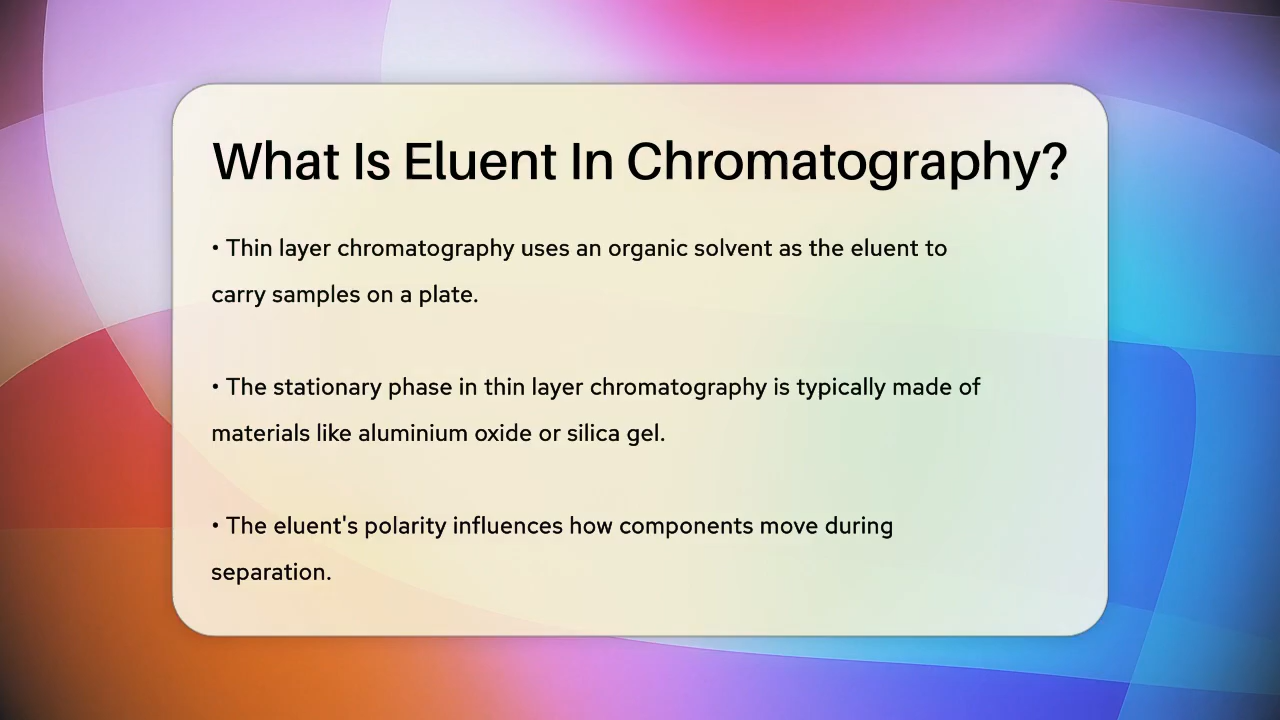 What Is Eluent In Chromatography?
• Thin layer chromatography uses an organic solvent as the eluent to
carry samples on a plate.
• The stationary phase in thin layer chromatography is typically made of
materials like aluminium oxide or silica gel.
• The eluent's polarity influences how components move during
separation.